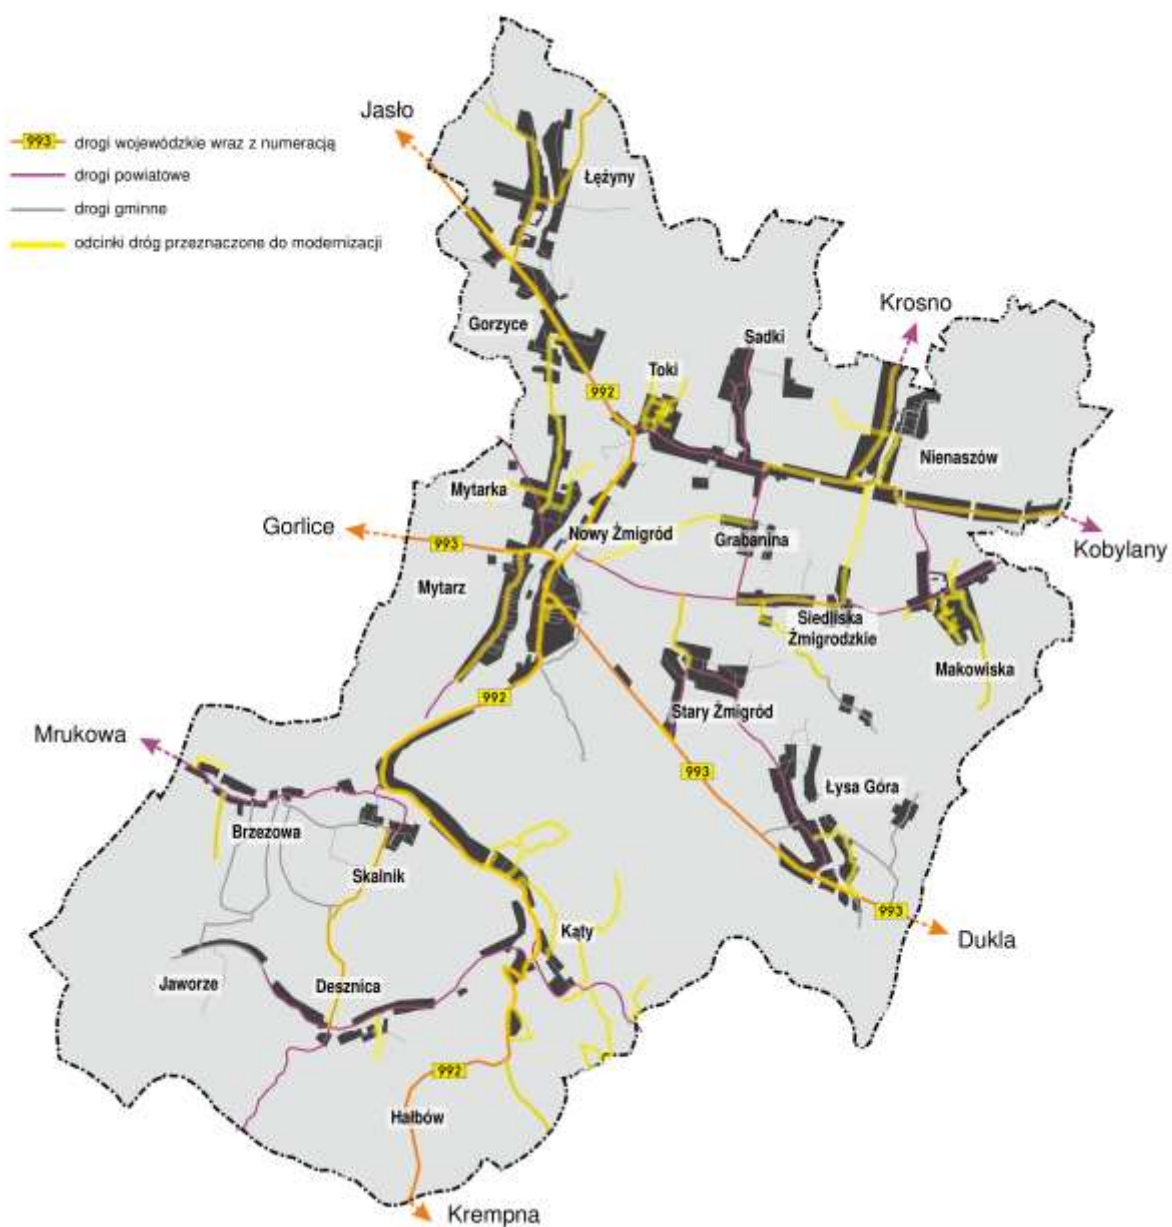 Jasło
993 drogi wojewódzkie wraz z numeracją
drogi powiatowe
drogi gminne
odcinki dróg przeznaczone do modernizacji
Łężyny
Krosno
Gorzyce
Sadki
Toki
992
Nienaszów
Mytarka
Gorlice
993
Nowy Żmigród
Grabanina
Kobylany
Mytarz
Siedliska
Żmigrodzkie
Makowiska
992
Stary Żmigród
Mrukowa
993
Łysa Góra
Brzezowa
Skalnik
993
Kąty
Dukla
Jaworze
Desznica
992
Hałbów
Krempna